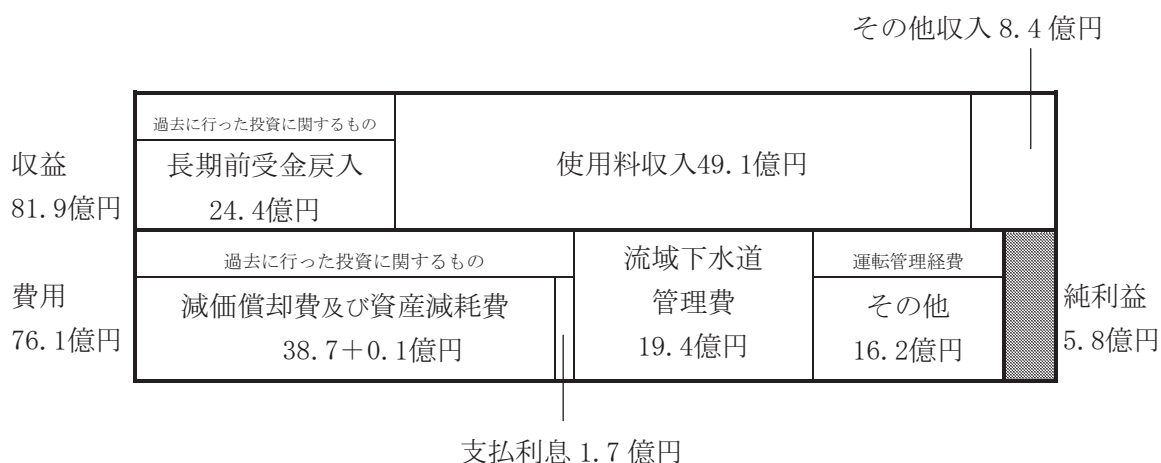 その他収入 8.4 億円
過去に行った投資に関するもの
収益
81.9億円
長期前受金戻入
24.4億円
使用料収入49.1億円
過去に行った投資に関するもの
費用
76.1億円
減価償却費及び資産減耗費
38.7＋0.1億円
流域下水道
管理費
19.4億円
運転管理経費
その他
16.2億円
純利益
5.8億円
支払利息 1.7 億円